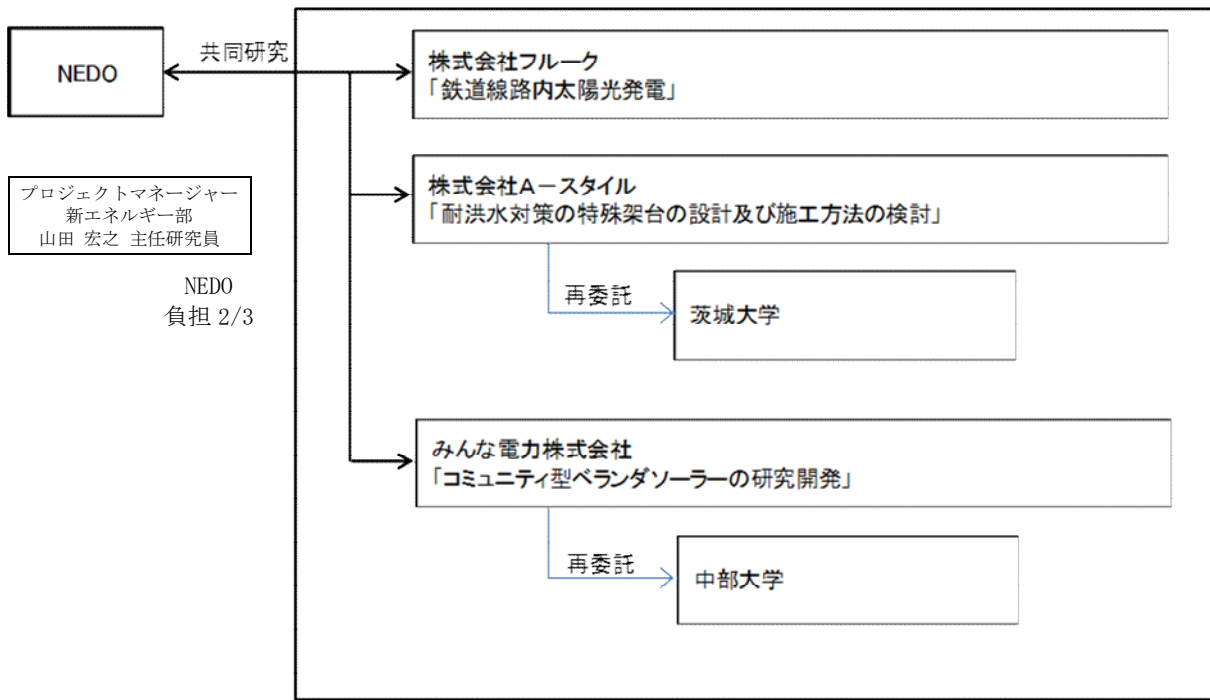 NEDO
共同研究
株式会社フルーク
「鉄道線路内太陽光発電」
プロジェクトマネージャー
新エネルギー部
山田 宏之 主任研究員
NEDO
負担 2/3
株式会社A－スタイル
「耐洪水対策の特殊架台の設計及び施工方法の検討」
再委託
茨城大学
みんな電力株式会社
「コミュニティ型ベランダソーラーの研究開発」
再委託
中部大学